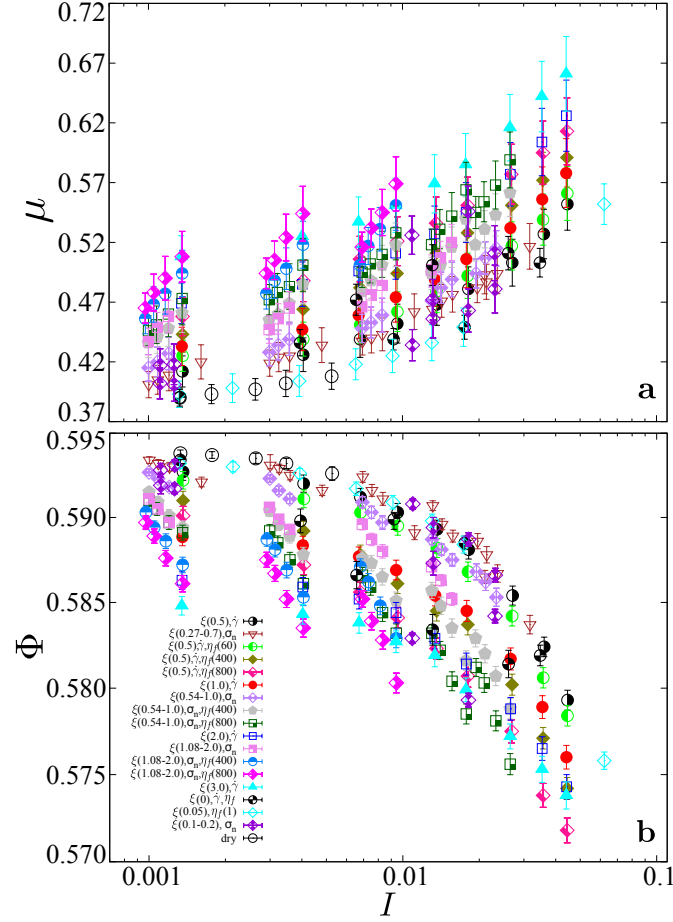 0.72
0.67
0.62
0.57
0.52
0.47
0.42
0.37
μ
a
0.595
0.590
0.585
0.580
0.575
0.570
Φ
ξ(0.5),γ̇
ξ(0.27-0.7),σn
ξ(0.5),γ̇,ηf(60)
ξ(0.5),γ̇,ηf(400)
ξ(0.5),γ̇,ηf(800)
ξ(1.0),γ̇
ξ(0.54-1.0),σn
ξ(0.54-1.0),σn,ηf(400)
ξ(0.54-1.0),σn,ηf(800)
ξ(2.0),γ̇
ξ(1.08-2.0),σn
ξ(1.08-2.0),σn,ηf(400)
ξ(1.08-2.0),σn,ηf(800)
ξ(3.0),γ̇
ξ(0),γ̇,ηf
ξ(0.05),ηf(1)
ξ(0.1-0.2),σn
dry
b
0.001
0.01
0.1
I